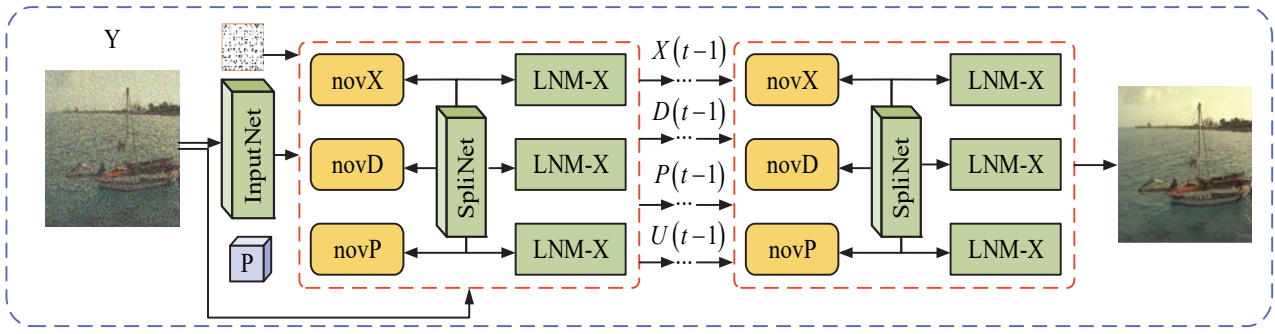 Y
InputNet
P
novX
novD
novP
SpliNet
LNM-X
LNM-X
LNM-X
X(t−1)
D(t−1)
P(t−1)
U(t−1)
novX
novD
novP
SpliNet
LNM-X
LNM-X
LNM-X